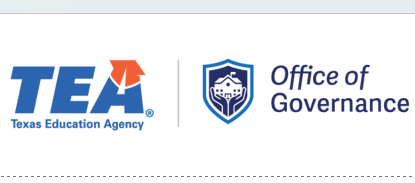 TEA®
Texas Education Agency
Office of
Governance